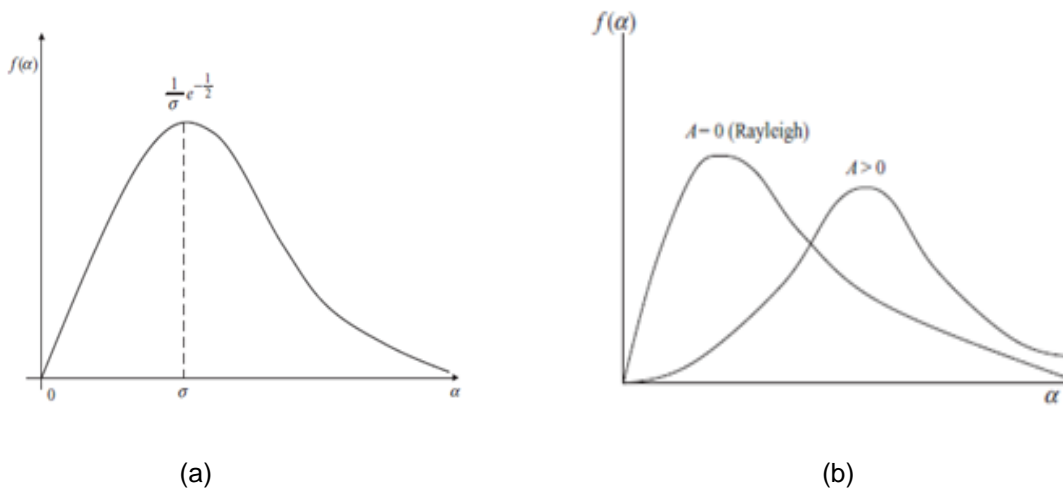 f(α)
1/σ e^{-1/2}
0
σ
α
(a)
f(α)
A = 0 (Rayleigh)
A > 0
α
(b)